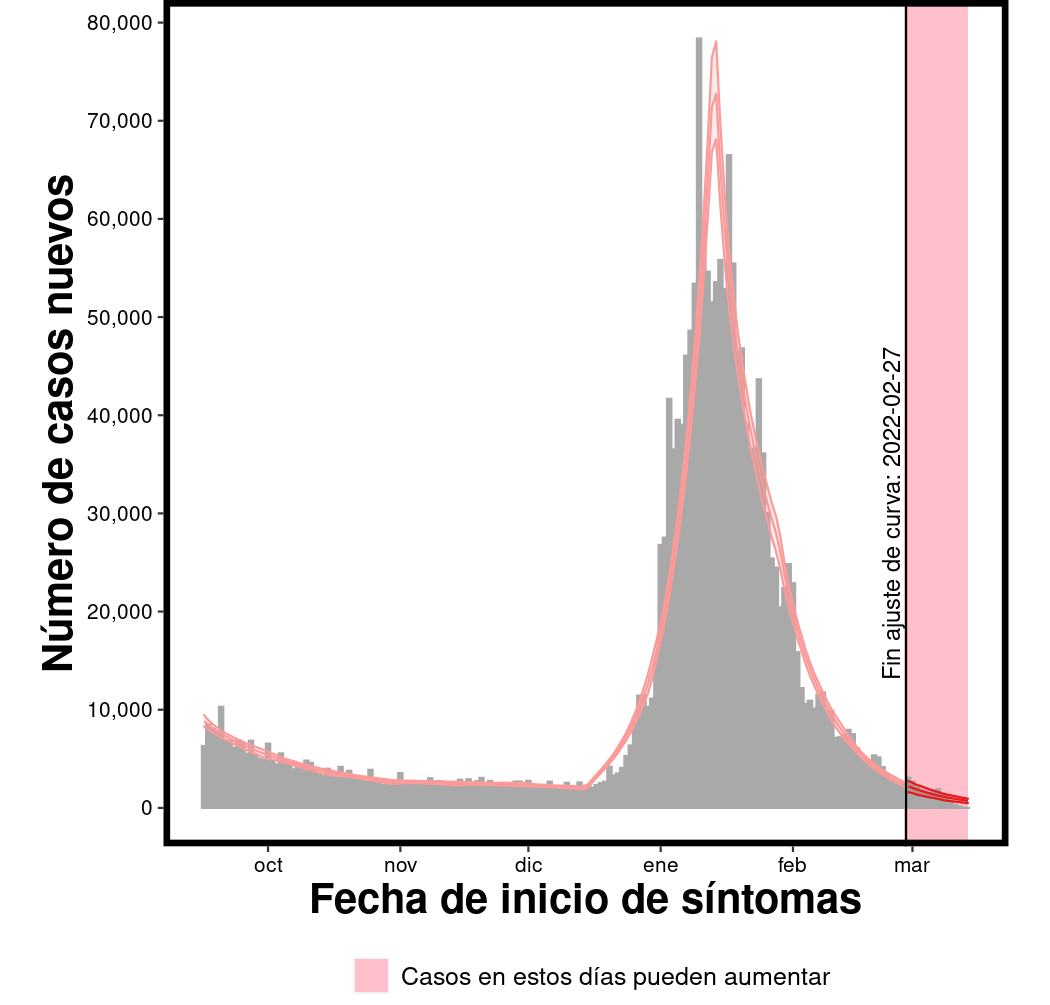 80,000
70,000
60,000
50,000
40,000
30,000
20,000
10,000
0
Número de casos nuevos
Fin ajuste de curva: 2022-02-27
oct nov dic ene feb mar
Fecha de inicio de síntomas
Casos en estos días pueden aumentar